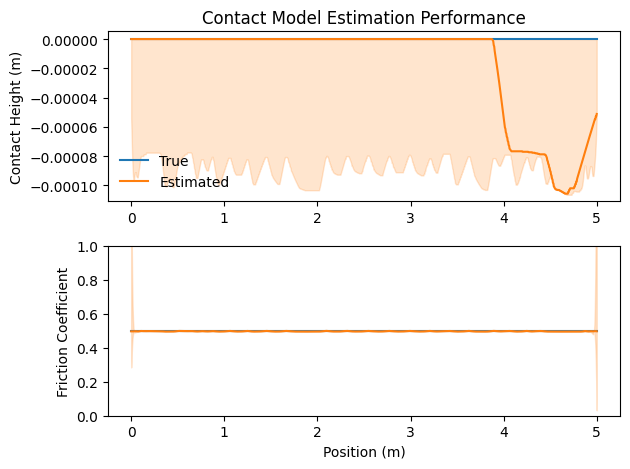 Contact Model Estimation Performance
Contact Height (m)
0.00000
−0.00002
−0.00004
−0.00006
−0.00008
−0.00010
True
Estimated
0 1 2 3 4 5
Friction Coefficient
1.0
0.8
0.6
0.4
0.2
0.0
0 1 2 3 4 5
Position (m)